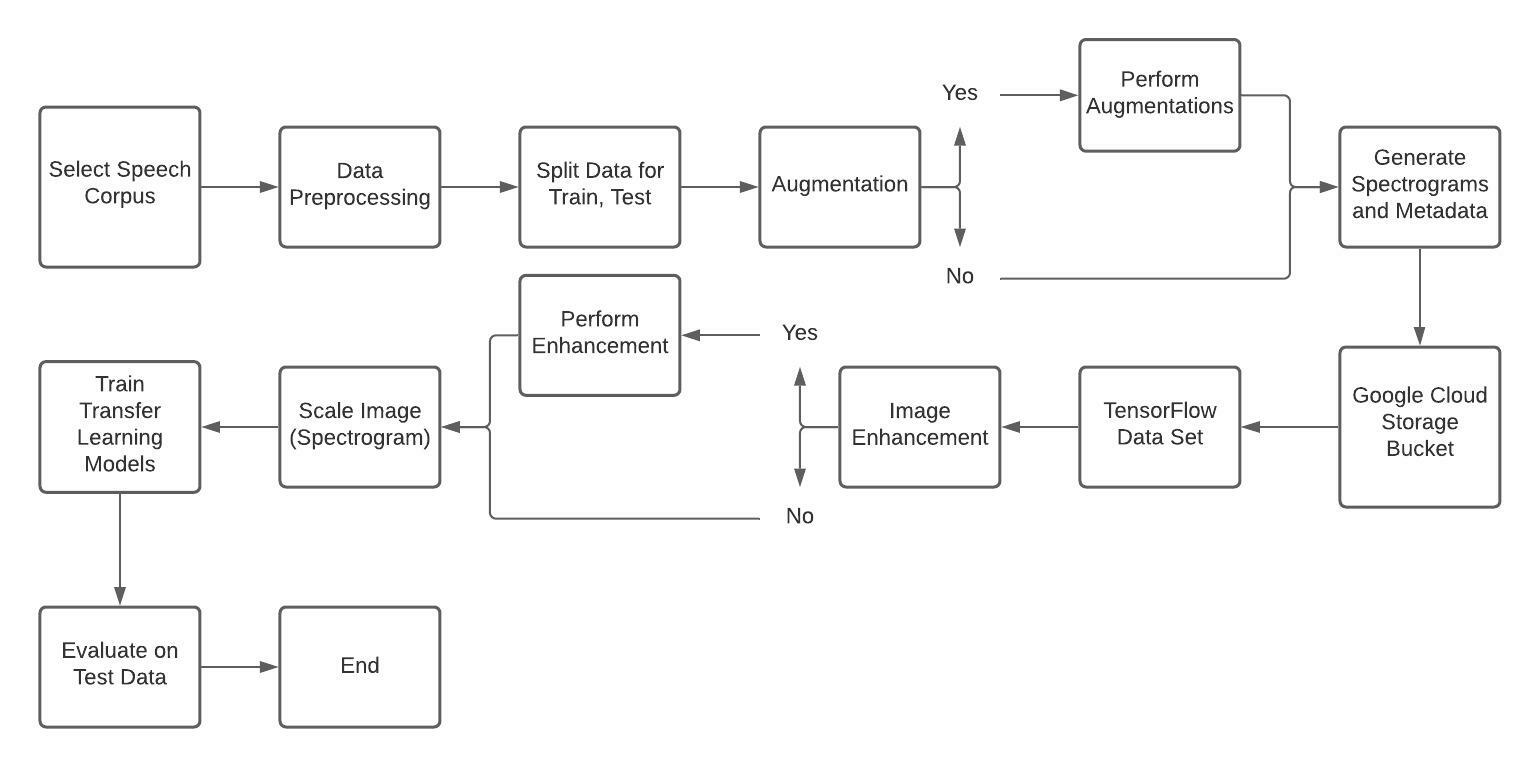 Select Speech
Corpus
Data
Preprocessing
Split Data for
Train, Test
Augmentation
Yes
No
Perform
Augmentations
Generate
Spectrograms
and Metadata
Google Cloud
Storage
Bucket
TensorFlow
Data Set
Image
Enhancement
Yes
No
Perform
Enhancement
Scale Image
(Spectrogram)
Train
Transfer
Learning
Models
Evaluate on
Test Data
End